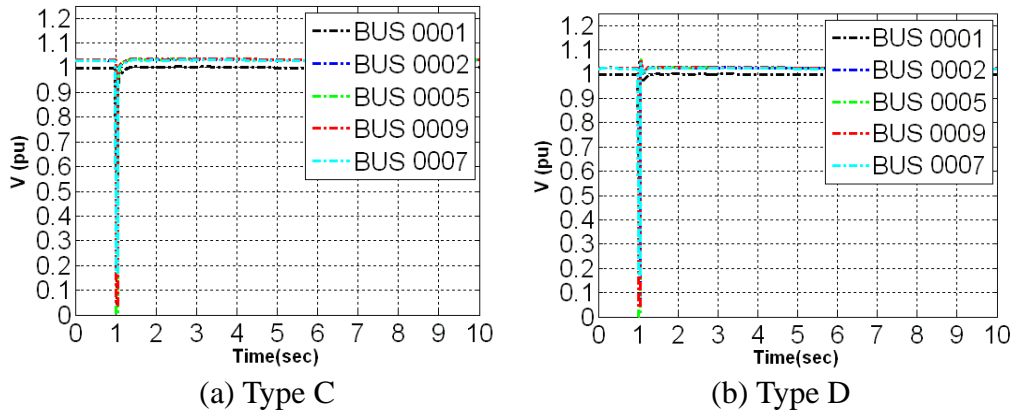 1.2
1.1
1
0.9
0.8
0.7
0.6
0.5
0.4
0.3
0.2
0.1
0
V (pu)
BUS 0001
BUS 0002
BUS 0005
BUS 0009
BUS 0007
0 1 2 3 4 5 6 7 8 9 10
Time(sec)
(a) Type C
1.2
1.1
1
0.9
0.8
0.7
0.6
0.5
0.4
0.3
0.2
0.1
0
V (pu)
BUS 0001
BUS 0002
BUS 0005
BUS 0009
BUS 0007
0 1 2 3 4 5 6 7 8 9 10
Time(sec)
(b) Type D